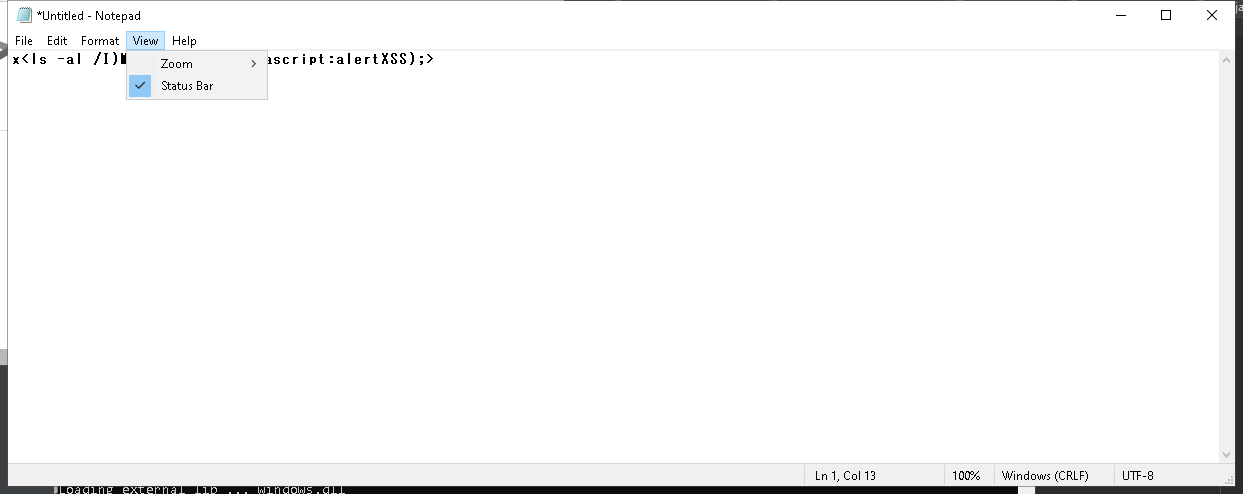 *Untitled - Notepad
File Edit Format View Help
x<ls -al /I) ascript:alertXSS);>
Zoom
Status Bar
Ln 1, Col 13 100% Windows (CRLF) UTF-8
Loading external lib ... windows.dll